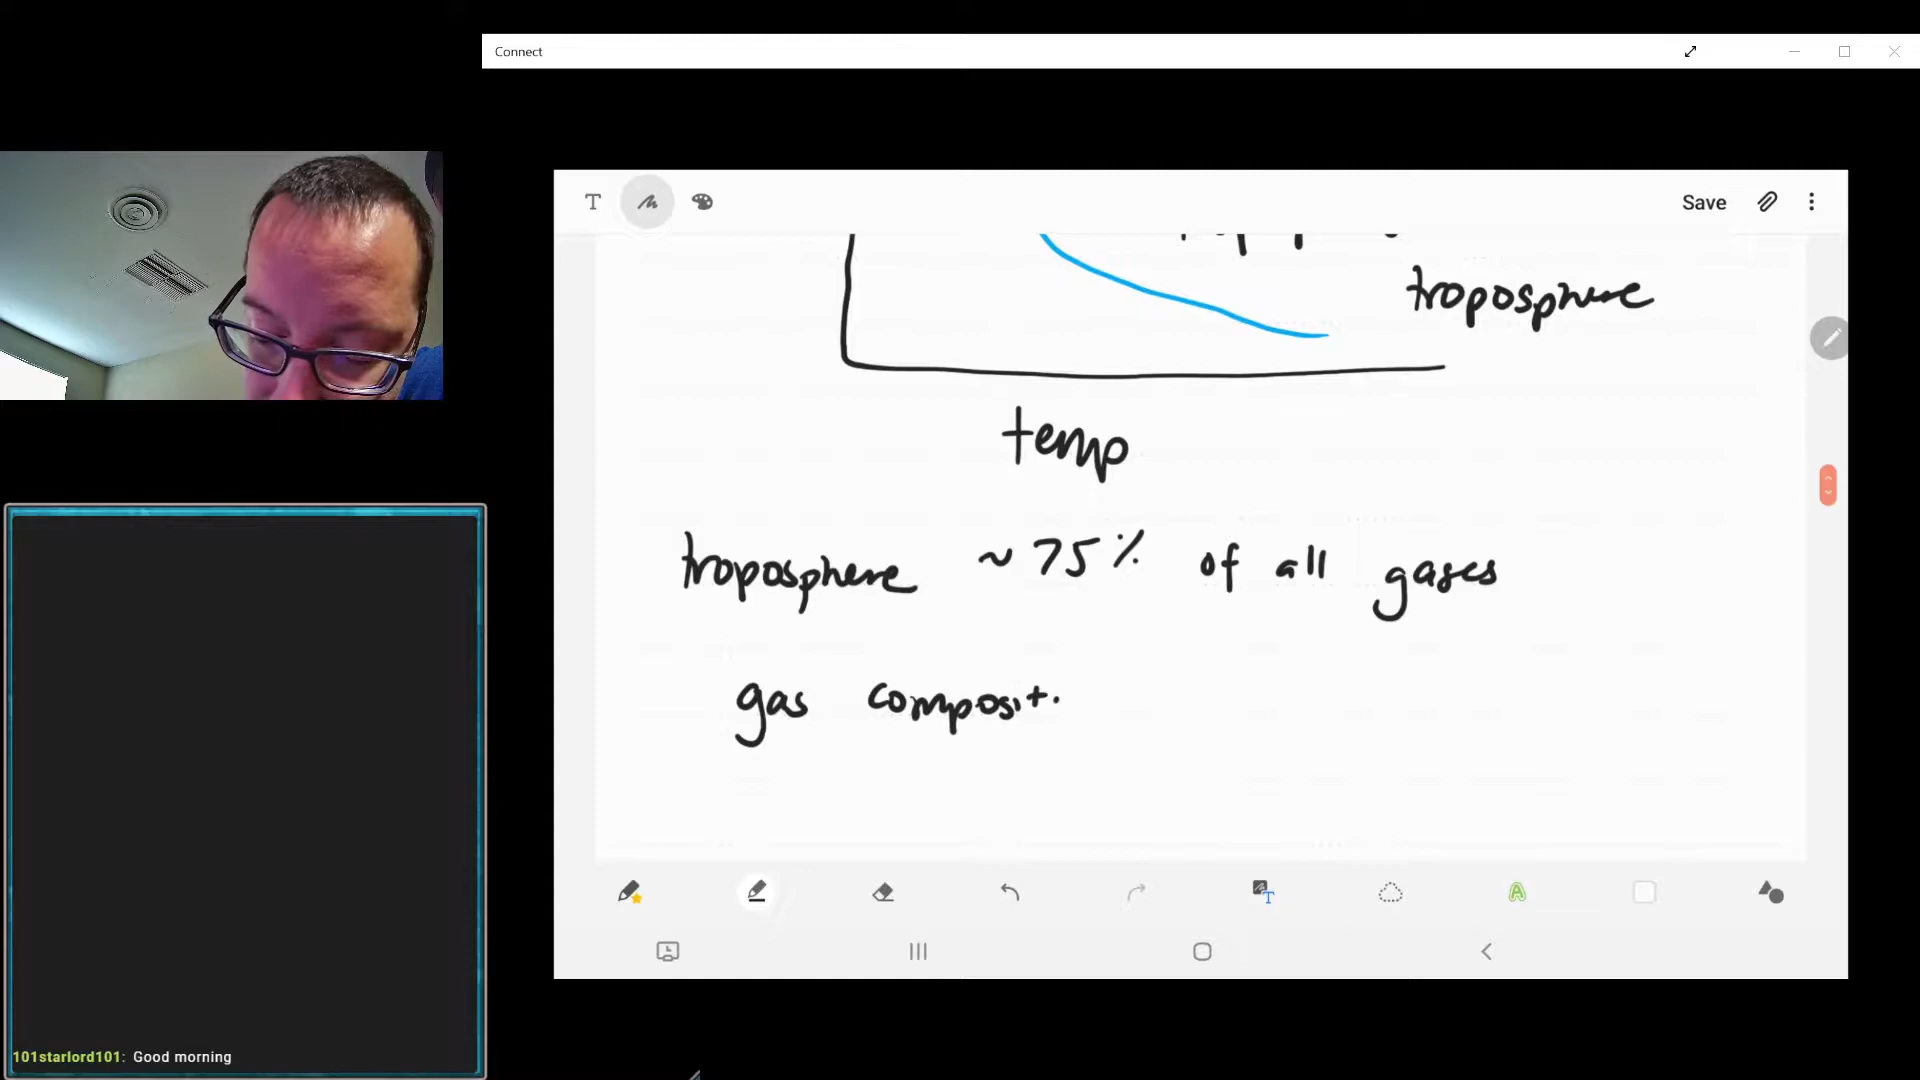 Connect
T
Save
troposphere
temp
troposphere ~ 75% of all gases
gas composit.
101starlord101: Good morning